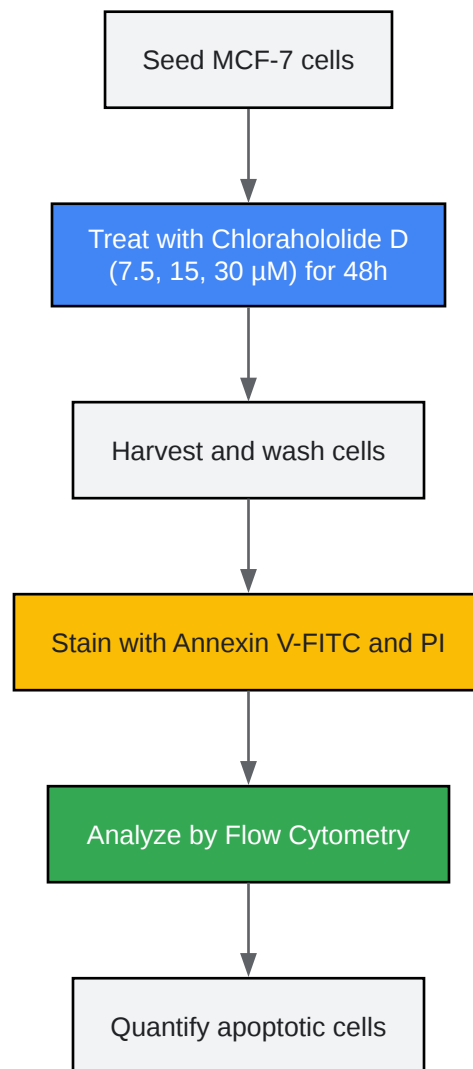 Seed MCF-7 cells
Treat with Chlorahololide D
(7.5, 15, 30 µM) for 48h
Harvest and wash cells
Stain with Annexin V-FITC and PI
Analyze by Flow Cytometry
Quantify apoptotic cells